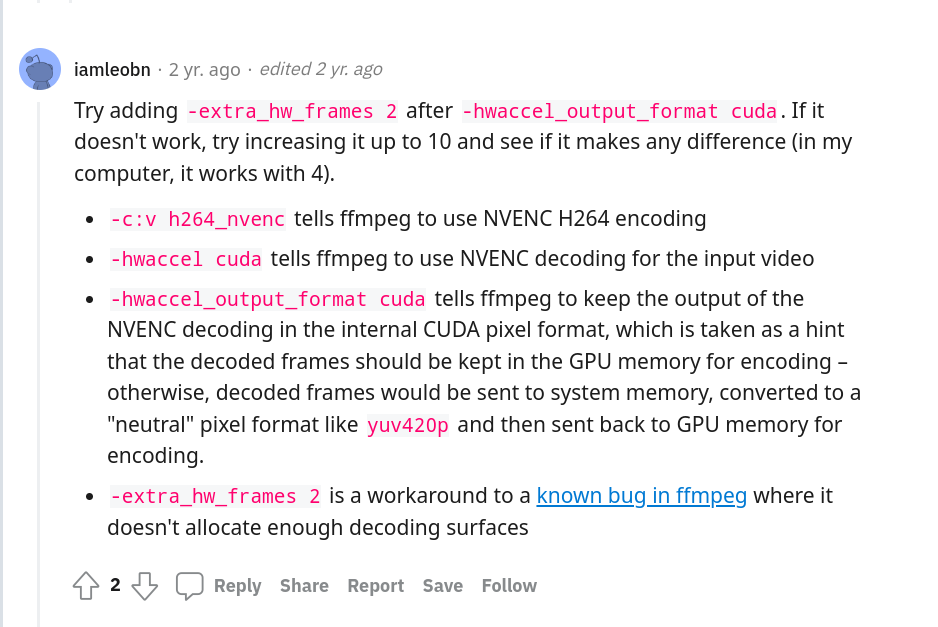 iamleobn · 2 yr. ago · edited 2 yr. ago
Try adding -extra_hw_frames 2 after -hwaccel_output_format cuda. If it
doesn't work, try increasing it up to 10 and see if it makes any difference (in my
computer, it works with 4).
• -c:v h264_nvenc tells ffmpeg to use NVENC H264 encoding
• -hwaccel cuda tells ffmpeg to use NVENC decoding for the input video
• -hwaccel_output_format cuda tells ffmpeg to keep the output of the
NVENC decoding in the internal CUDA pixel format, which is taken as a hint
that the decoded frames should be kept in the GPU memory for encoding –
otherwise, decoded frames would be sent to system memory, converted to a
"neutral" pixel format like yuv420p and then sent back to GPU memory for
encoding.
• -extra_hw_frames 2 is a workaround to a known bug in ffmpeg where it
doesn't allocate enough decoding surfaces
2 Reply Share Report Save Follow